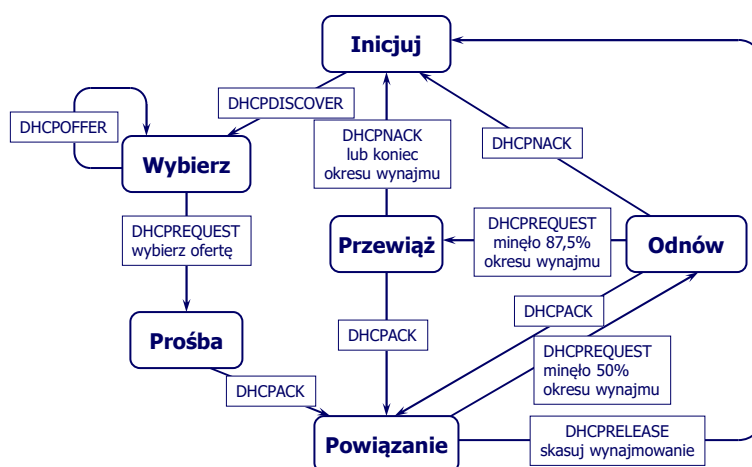 Inicjuj
DHCPDISCOVER
DHCPOFFER
DHCPNACK
lub koniec
okresu wynajmu
DHCPNACK
Wybierz
DHCPREQUEST
wybierz ofertę
Przewiąż
DHCPREQUEST
minęło 87,5%
okresu wynajmu
Odnów
Prośba
DHCPACK
DHCPACK
DHCPREQUEST
minęło 50%
okresu wynajmu
DHCPACK
Powiązanie
DHCPRELEASE
skasuj wynajmowanie